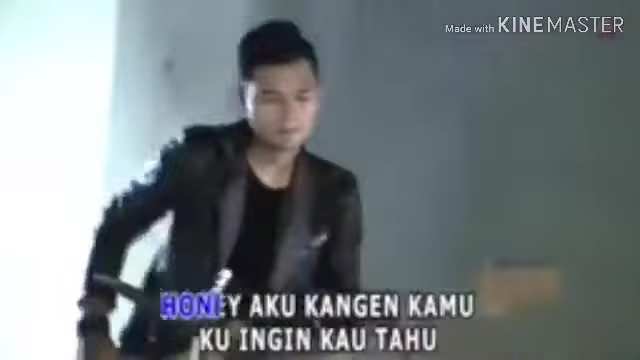 Made with KINEMASTER
HONEY AKU KANGEN KAMU
KU INGIN KAU TAHU